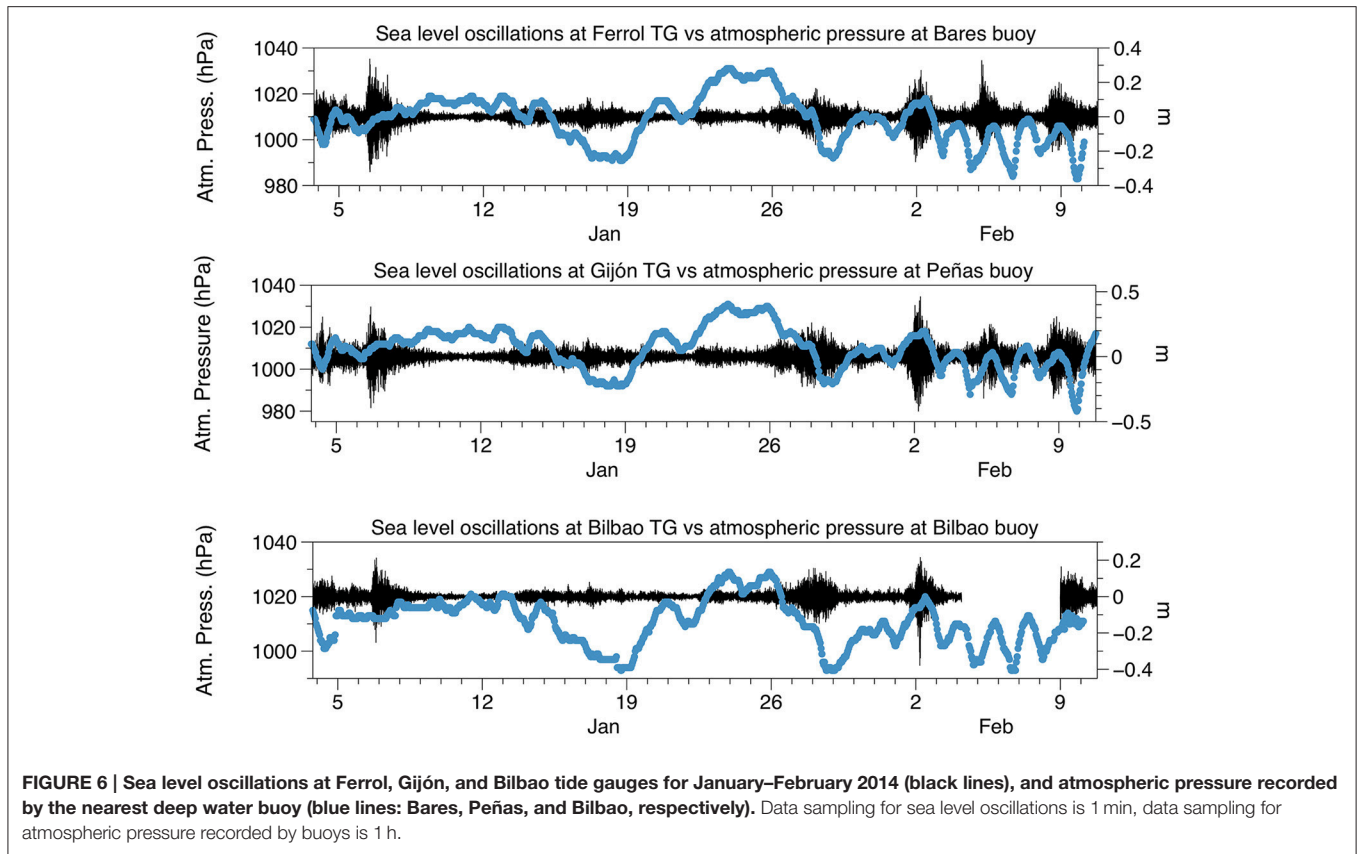 Sea level oscillations at Ferrol TG vs atmospheric pressure at Bares buoy
Atm. Press. (hPa)
1040
1020
1000
980
0.4
0.2
0
−0.2
−0.4
m
5 12 19 26 2 9
Jan Feb
Sea level oscillations at Gijón TG vs atmospheric pressure at Peñas buoy
Atm. Pressure (hPa)
1040
1020
1000
980
0.5
0
−0.5
m
5 12 19 26 2 9
Jan Feb
Sea level oscillations at Bilbao TG vs atmospheric pressure at Bilbao buoy
Atm. Press. (hPa)
1040
1020
1000
0.2
0
−0.2
−0.4
m
5 12 19 26 2 9
Jan Feb
FIGURE 6 | Sea level oscillations at Ferrol, Gijón, and Bilbao tide gauges for January–February 2014 (black lines), and atmospheric pressure recorded
by the nearest deep water buoy (blue lines: Bares, Peñas, and Bilbao, respectively). Data sampling for sea level oscillations is 1 min, data sampling for
atmospheric pressure recorded by buoys is 1 h.